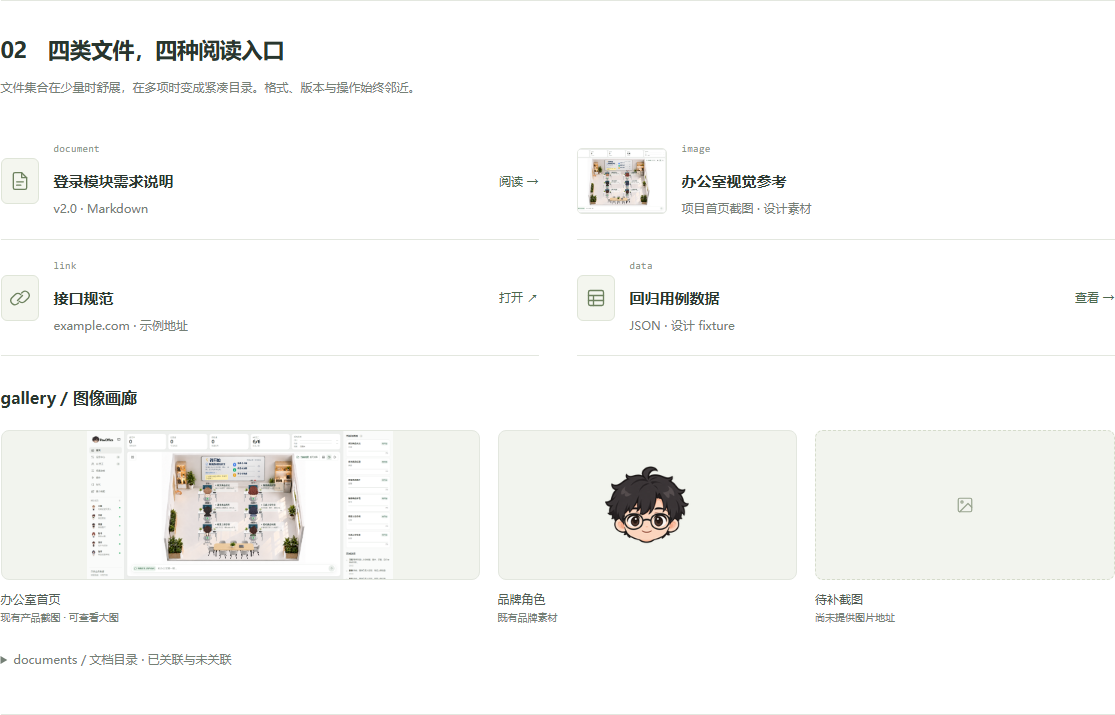 02 四类文件，四种阅读入口
文件集合在少量时舒展，在多项时变成紧凑目录。格式、版本与操作始终邻近。
document
登录模块需求说明
v2.0 · Markdown
阅读 →
image
办公室视觉参考
项目首页截图 · 设计素材
link
接口规范
example.com · 示例地址
打开 ↗
data
回归用例数据
JSON · 设计 fixture
查看 →
gallery / 图像画廊
办公室首页
现有产品截图 · 可查看大图
品牌角色
既有品牌素材
待补截图
尚未提供图片地址
▶ documents / 文档目录 · 已关联与未关联